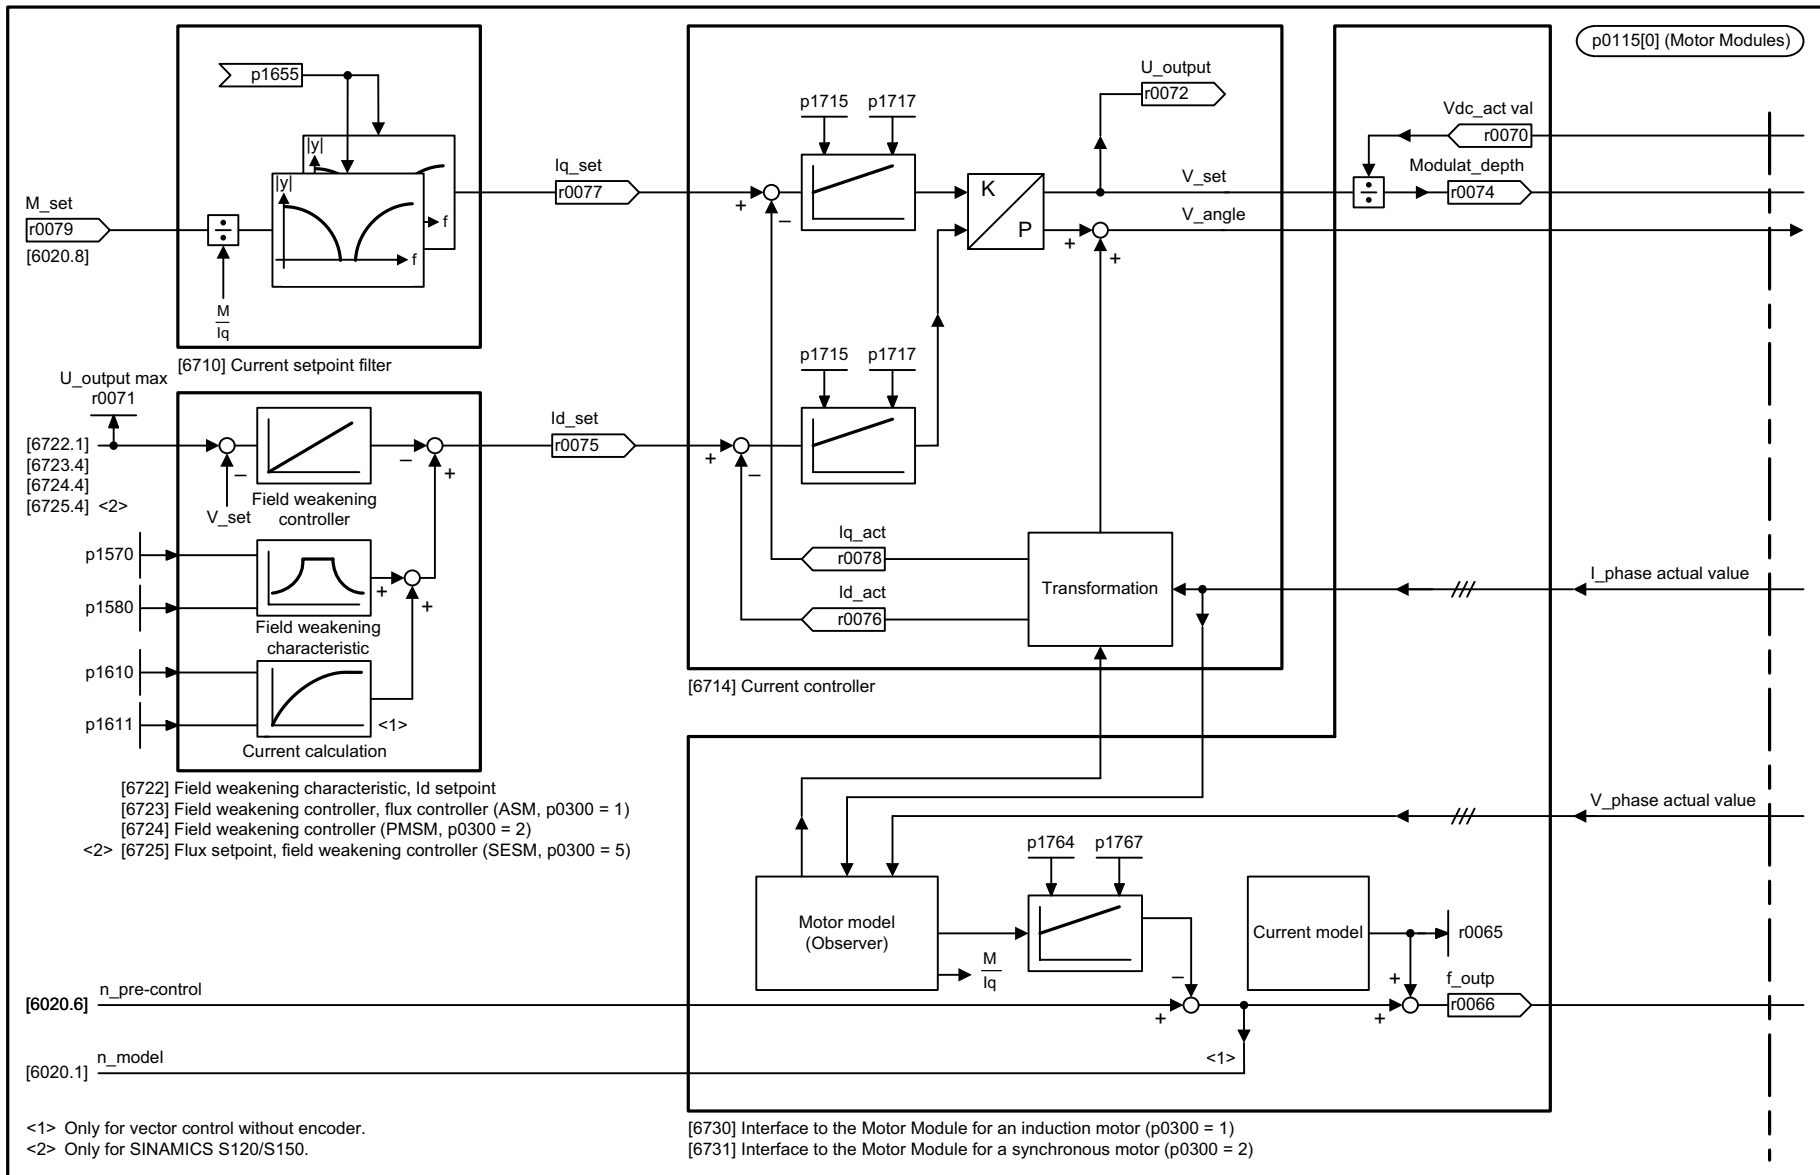 p0115[0] (Motor Modules)
p1655
|y|
|y|
f
f
M_set
r0079
[6020.8]
÷
M
Iq
[6710] Current setpoint filter
Iq_set
r0077
+
–
p1715
p1717
K
P
U_output
r0072
V_set
V_angle
+
+
÷
Vdc_act val
r0070
Modulat_depth
r0074
U_output max
r0071
[6722.1]
[6723.4]
[6724.4]
[6725.4] <2>
–
V_set
Field weakening
controller
–
+
Id_set
r0075
+
–
p1715
p1717
p1570
p1580
+
+
Field weakening
characteristic
p1610
p1611
<1>
Current calculation
Iq_act
r0078
Id_act
r0076
Transformation
I_phase actual value
[6714] Current controller
[6722] Field weakening characteristic, Id setpoint
[6723] Field weakening controller, flux controller (ASM, p0300 = 1)
[6724] Field weakening controller (PMSM, p0300 = 2)
<2> [6725] Flux setpoint, field weakening controller (SESM, p0300 = 5)
V_phase actual value
p1764
p1767
Motor model
(Observer)
M
Iq
Current model
r0065
–
+
+
+
f_outp
r0066
[6020.6]
n_pre-control
[6020.1]
n_model
<1>
<1> Only for vector control without encoder.
<2> Only for SINAMICS S120/S150.
[6730] Interface to the Motor Module for an induction motor (p0300 = 1)
[6731] Interface to the Motor Module for a synchronous motor (p0300 = 2)